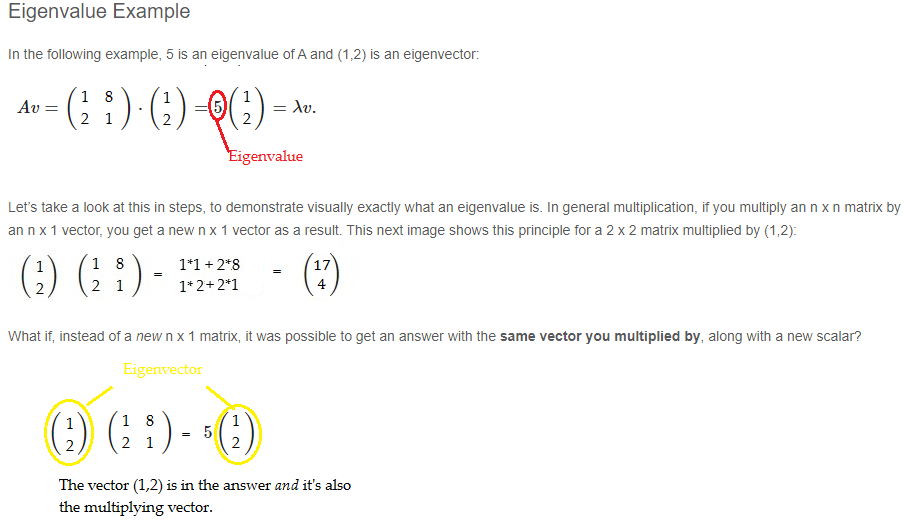 Eigenvalue Example
In the following example, 5 is an eigenvalue of A and (1,2) is an eigenvector:
Av = ( 1 8 ; 2 1 ) · ( 1 ; 2 ) = 5 ( 1 ; 2 ) = λv.
Eigenvalue
Let's take a look at this in steps, to demonstrate visually exactly what an eigenvalue is. In general multiplication, if you multiply an n x n matrix by
an n x 1 vector, you get a new n x 1 vector as a result. This next image shows this principle for a 2 x 2 matrix multiplied by (1,2):
( 1 ; 2 ) ( 1 8 ; 2 1 ) = 1*1 + 2*8 ; 1*2+2*1 = ( 17 ; 4 )
What if, instead of a new n x 1 matrix, it was possible to get an answer with the same vector you multiplied by, along with a new scalar?
Eigenvector
( 1 ; 2 ) ( 1 8 ; 2 1 ) = 5 ( 1 ; 2 )
The vector (1,2) is in the answer and it's also
the multiplying vector.